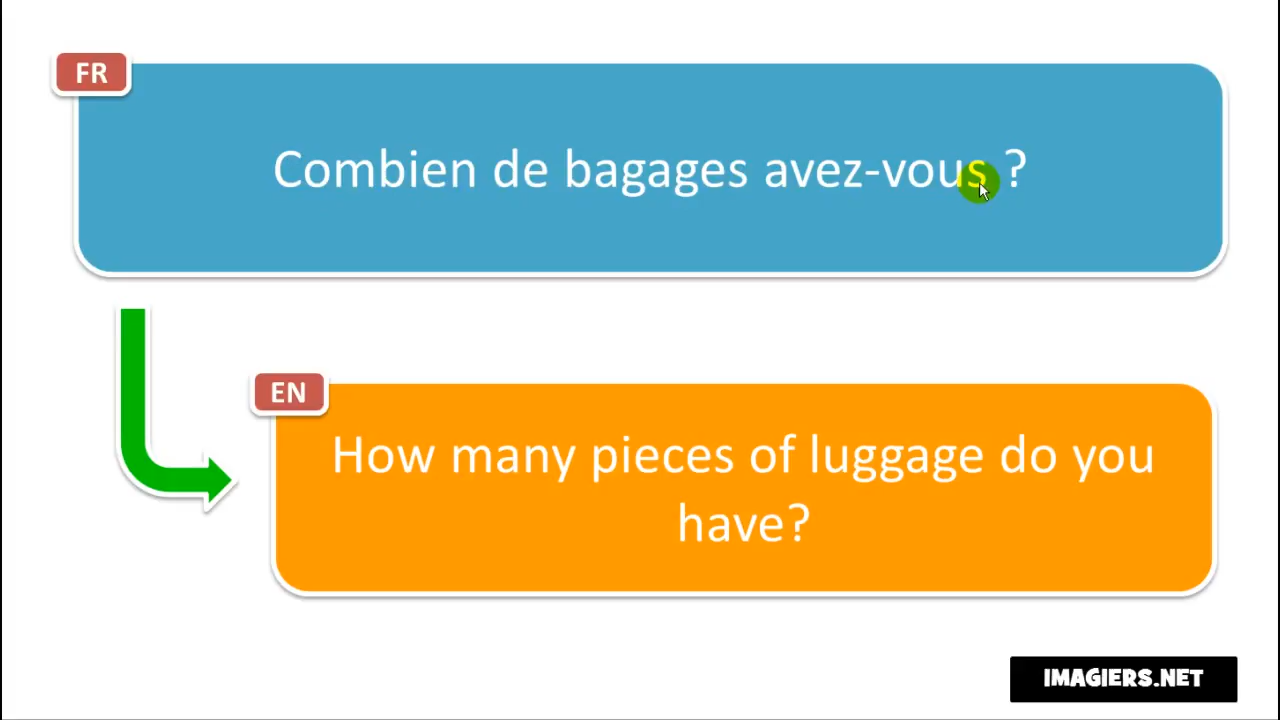 FR
Combien de bagages avez-vous ?
EN
How many pieces of luggage do you
have?
IMAGIERS.NET